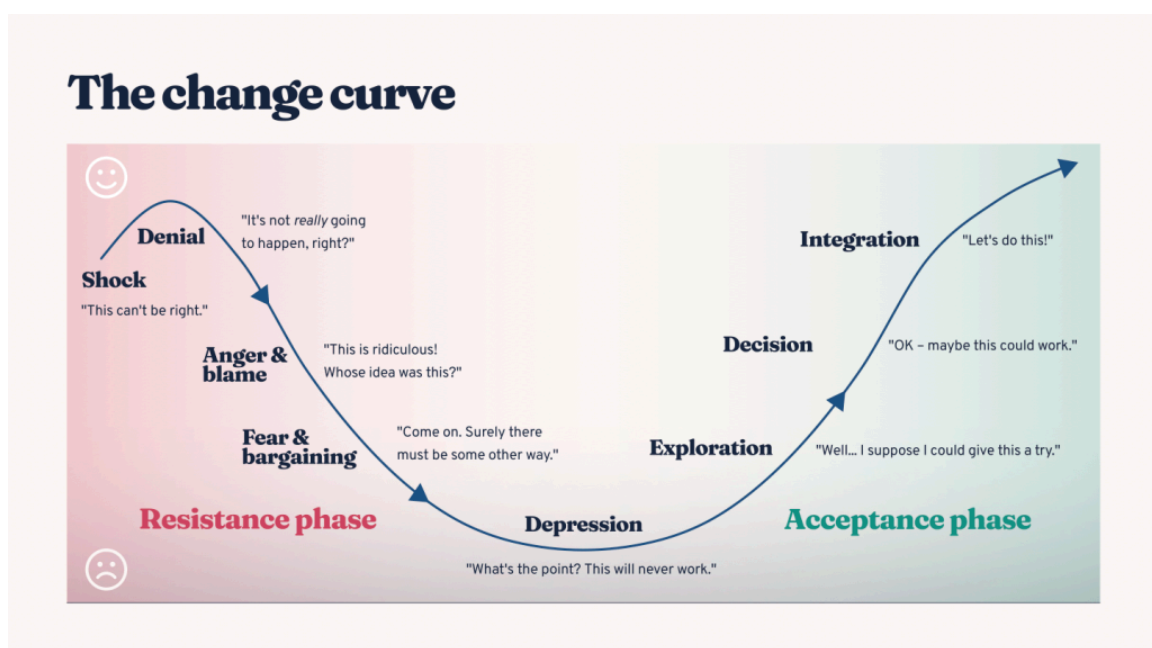 The change curve
Denial
"It's not really going
to happen, right?"
Shock
"This can't be right."
Anger &
blame
"This is ridiculous!
Whose idea was this?"
Fear &
bargaining
"Come on. Surely there
must be some other way."
Resistance phase
Depression
"What's the point? This will never work."
Exploration
"Well... I suppose I could give this a try."
Decision
"OK – maybe this could work."
Integration
"Let's do this!"
Acceptance phase